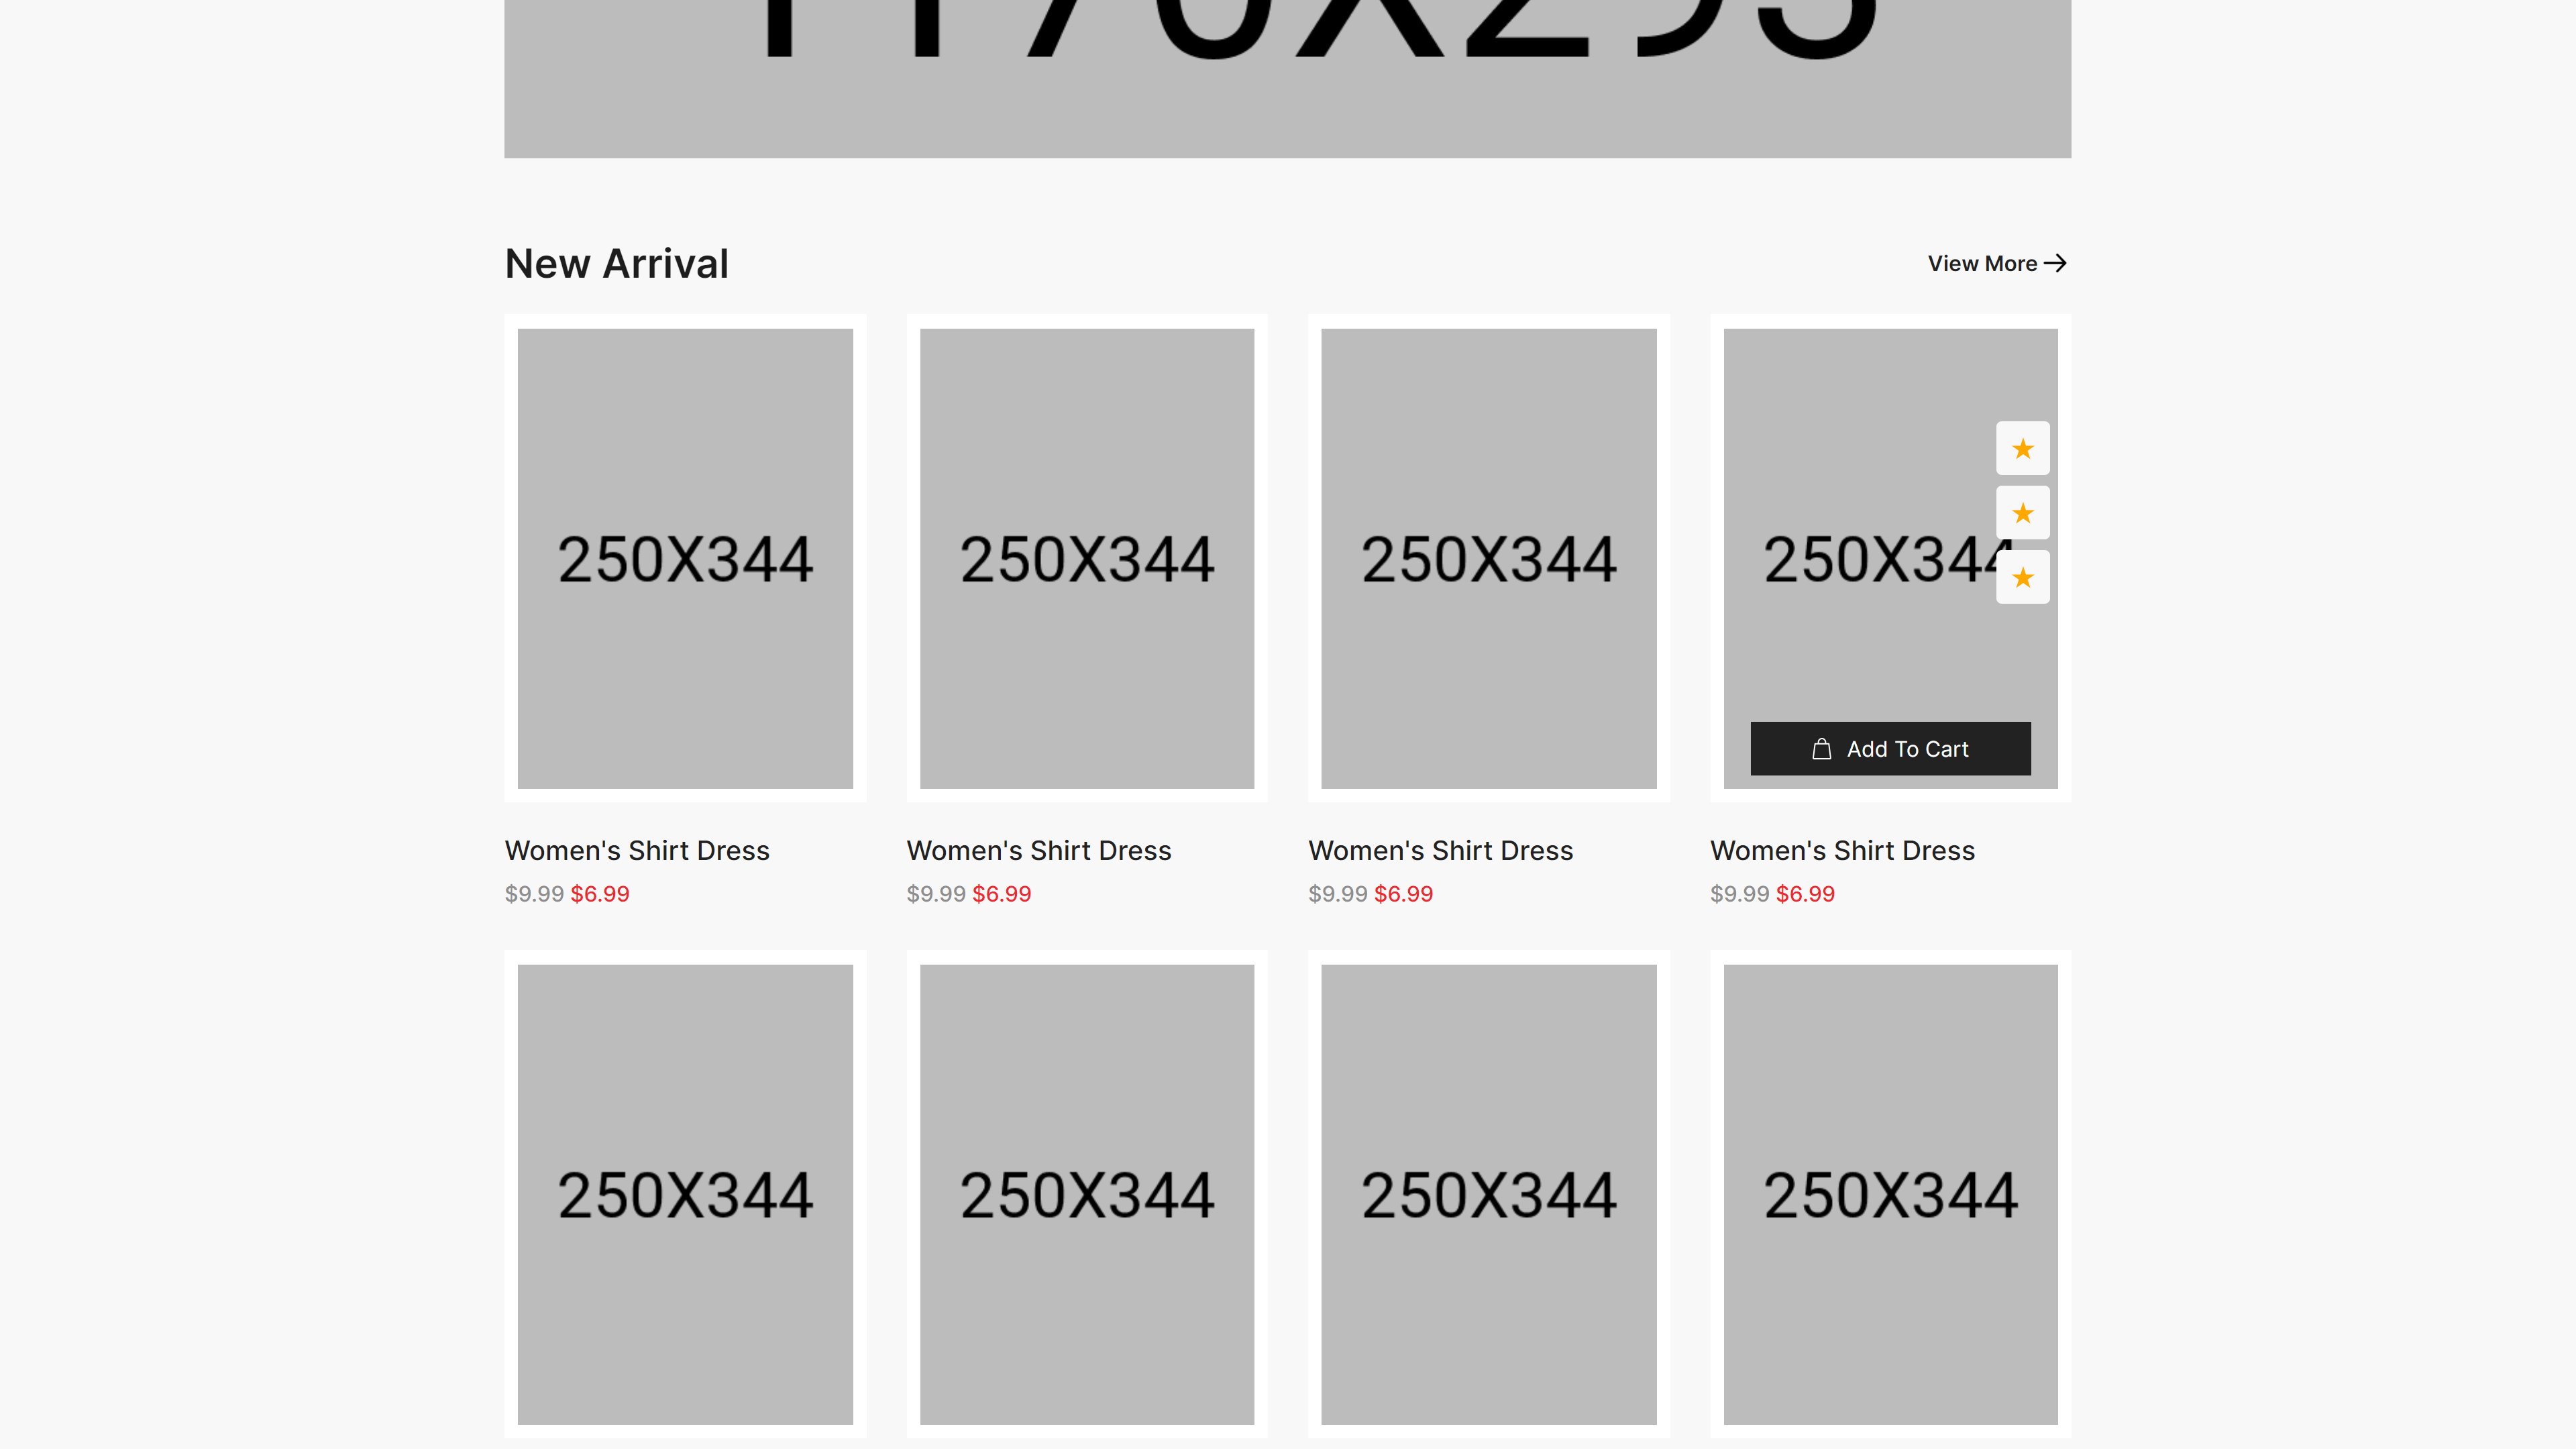 New Arrival
View More
250X344 250X344 250X344 250X344
Add To Cart
Women's Shirt Dress Women's Shirt Dress Women's Shirt Dress Women's Shirt Dress
$9.99 $6.99 $9.99 $6.99 $9.99 $6.99 $9.99 $6.99
250X344 250X344 250X344 250X344